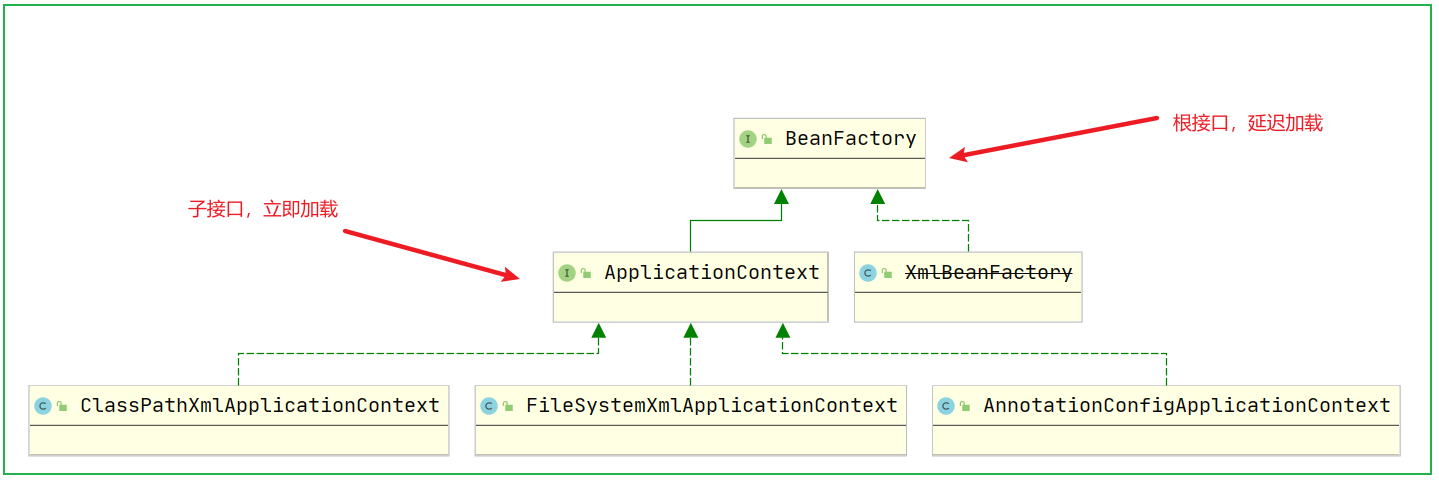 I BeanFactory
根接口，延迟加载
子接口，立即加载
I ApplicationContext
C XmlBeanFactory
C ClassPathXmlApplicationContext
C FileSystemXmlApplicationContext
C AnnotationConfigApplicationContext